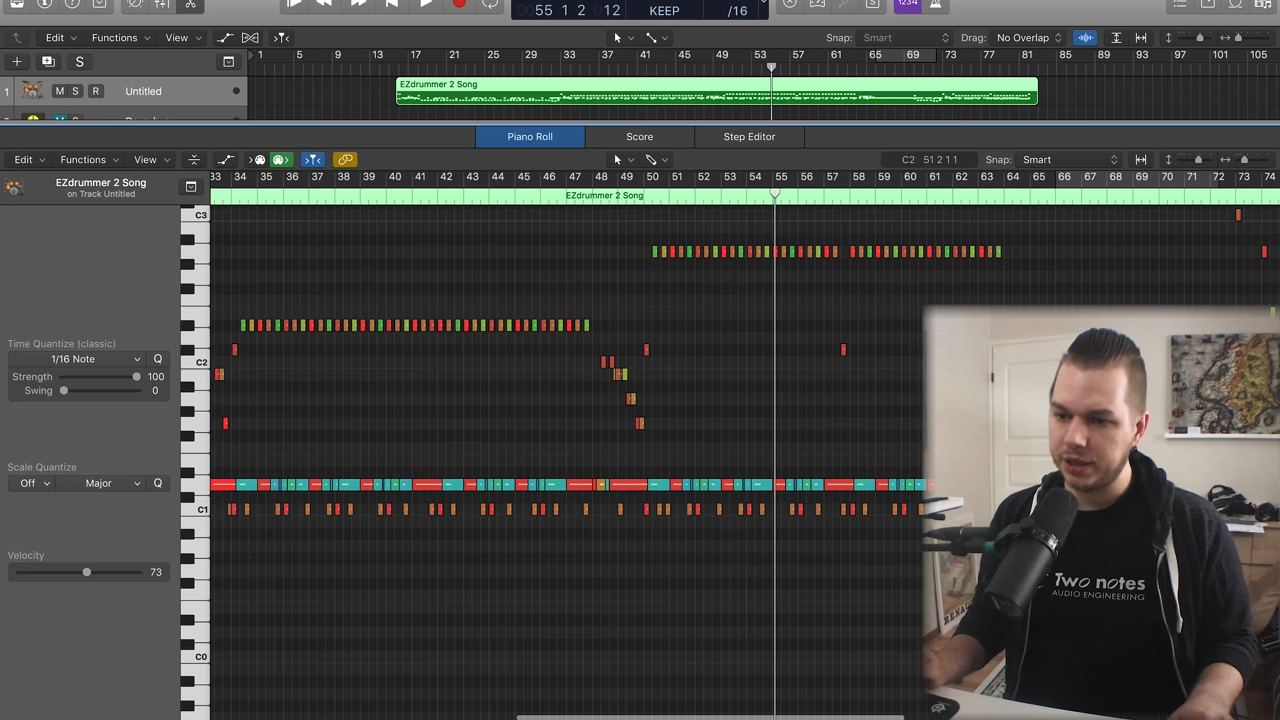 0055 1 2 012 KEEP /16 1234
Edit Functions View Snap: Smart Drag: No Overlap
1 5 9 13 17 21 25 29 33 37 41 45 49 53 57 61 65 69 73 77 81 85 89 93 97 101 105
S
1 M S R Untitled EZdrummer 2 Song
Piano Roll Score Step Editor
Edit Functions View C2 51 2 1 1 Snap: Smart
33 34 35 36 37 38 39 40 41 42 43 44 45 46 47 48 49 50 51 52 53 54 55 56 57 58 59 60 61 62 63 64 65 66 67 68 69 70 71 72 73 74
EZdrummer 2 Song
on Track Untitled
EZdrummer 2 Song
C3
Time Quantize (classic)
1/16 Note Q
C2
Strength 100
Swing 0
Scale Quantize
Off Major Q
C1
Velocity
73
C0
Two notes
AUDIO ENGINEERING